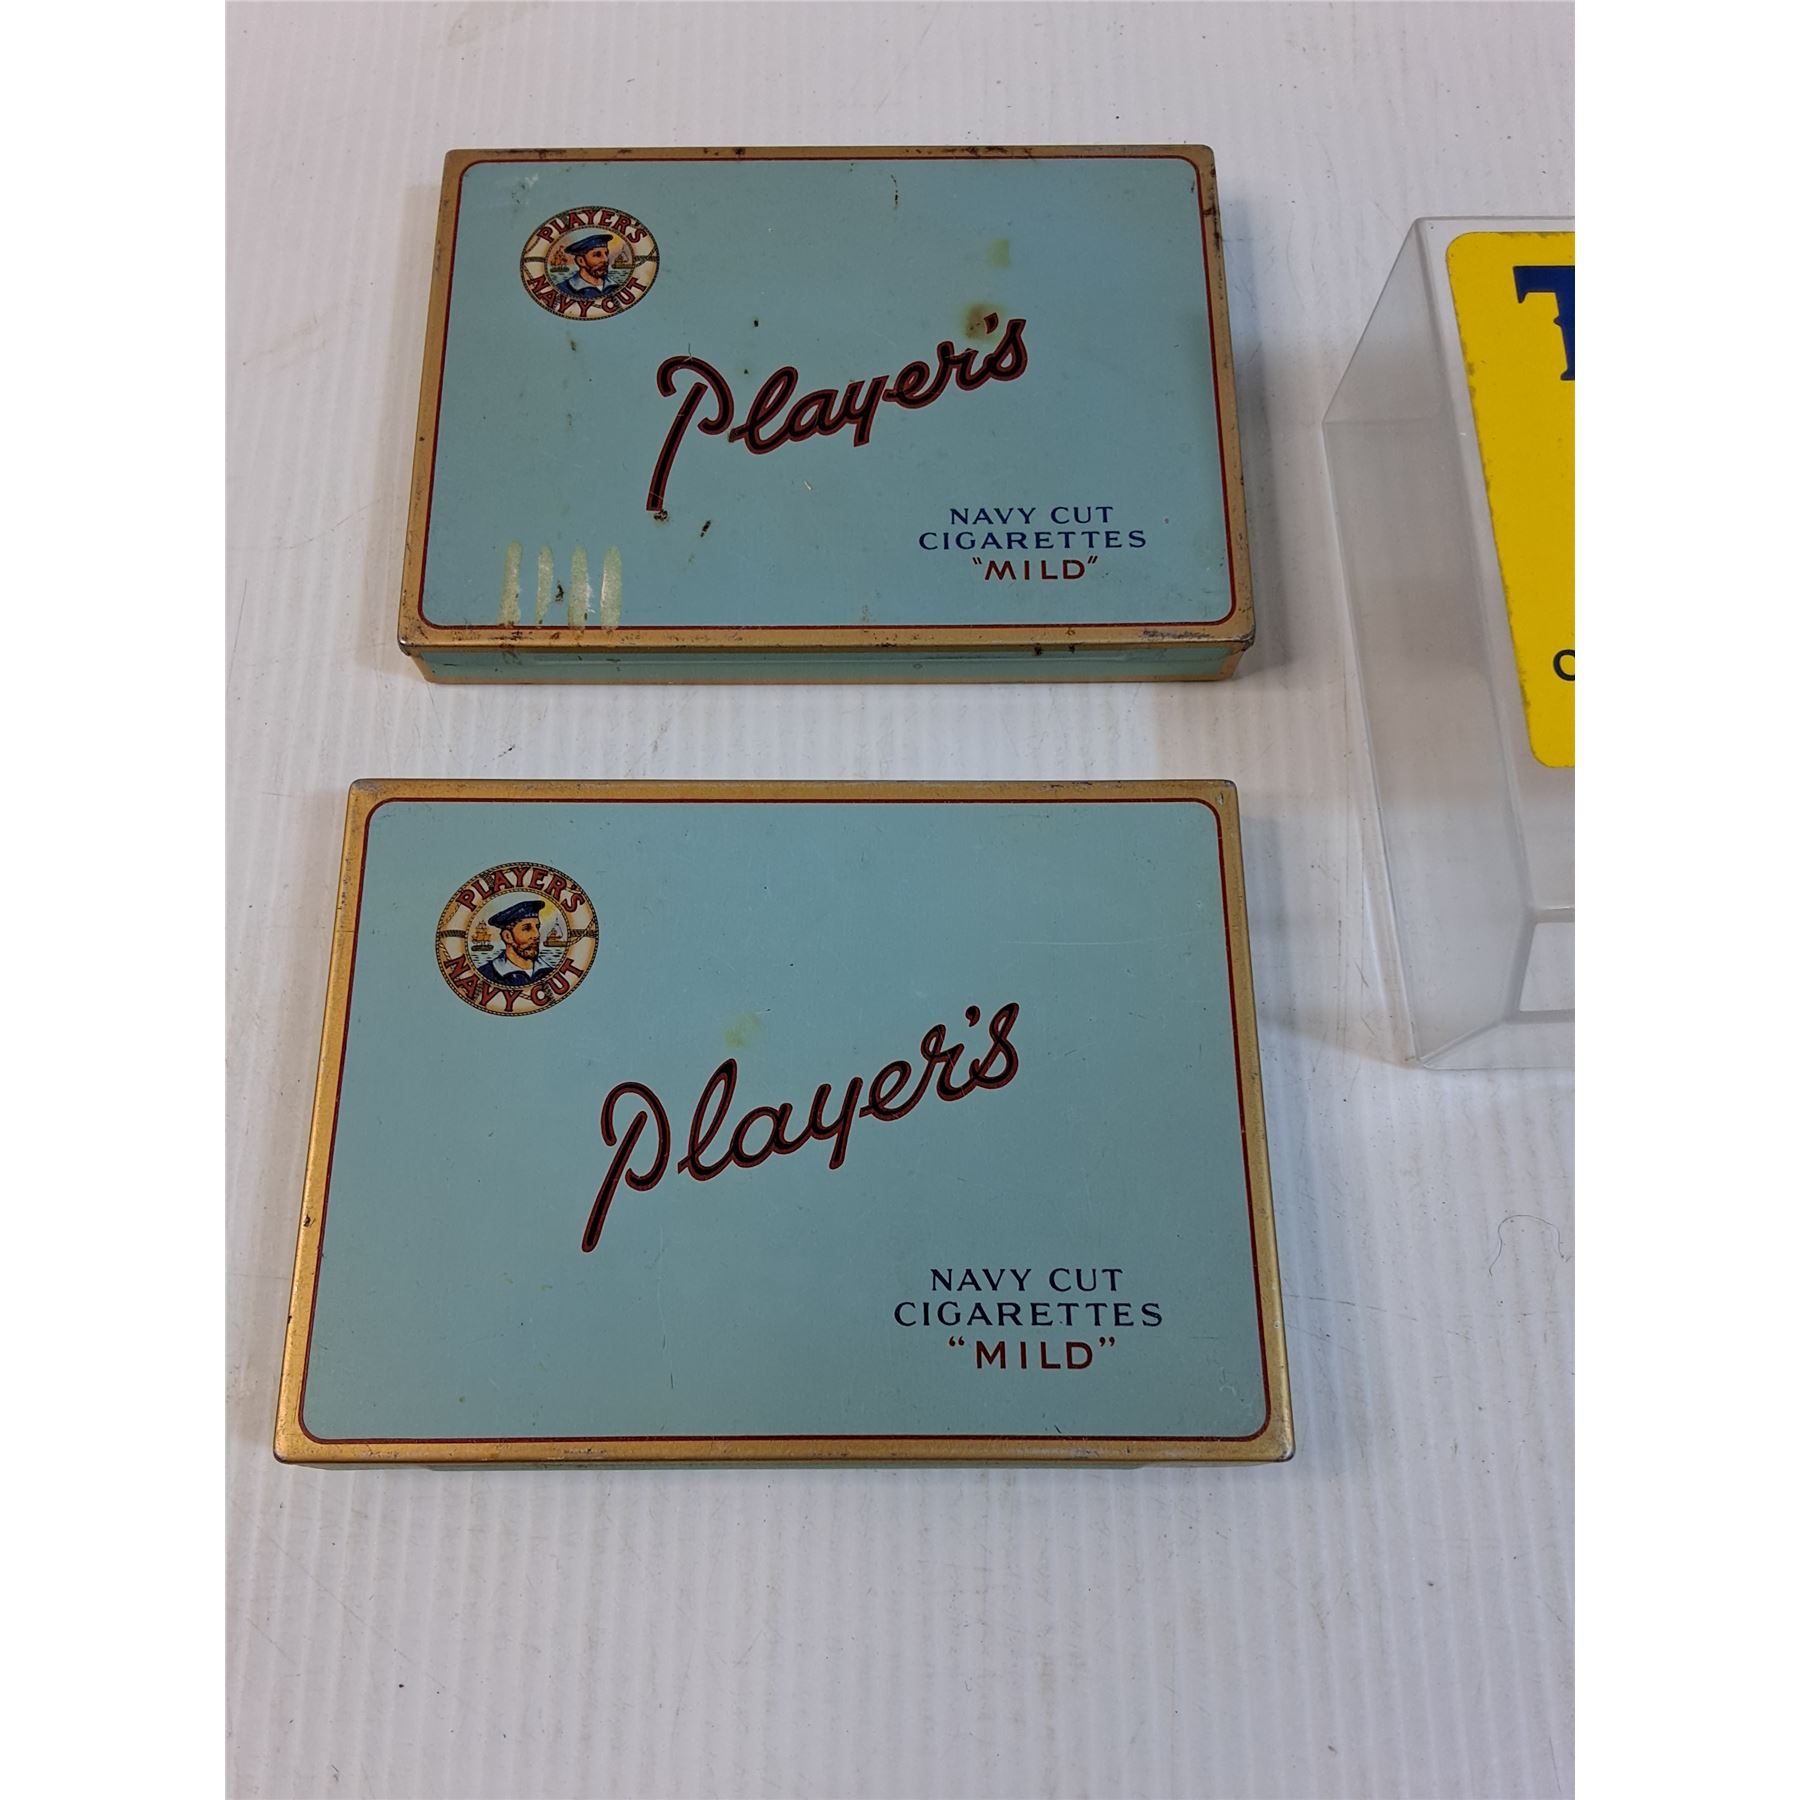 PLAYER'S
NAVY CUT
Player's
NAVY CUT
CIGARETTES
"MILD"
PLAYER'S
NAVY CUT
Player's
NAVY CUT
CIGARETTES
“MILD”